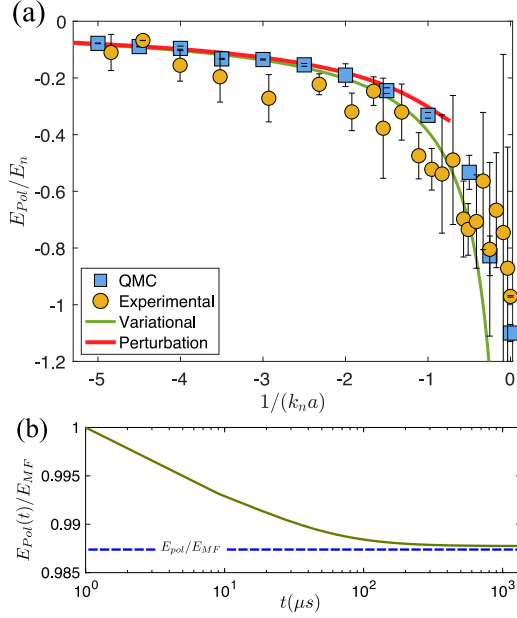 (a)
0
-0.2
-0.4
-0.6
-0.8
-1
-1.2
E_{Pol}/E_n
QMC
Experimental
Variational
Perturbation
-5 -4 -3 -2 -1 0
1/(k_n a)
(b)
1
0.995
0.99
0.985
E_{Pol}(t)/E_{MF}
E_{pol}/E_{MF}
10^0 10^1 10^2 10^3
t(μs)